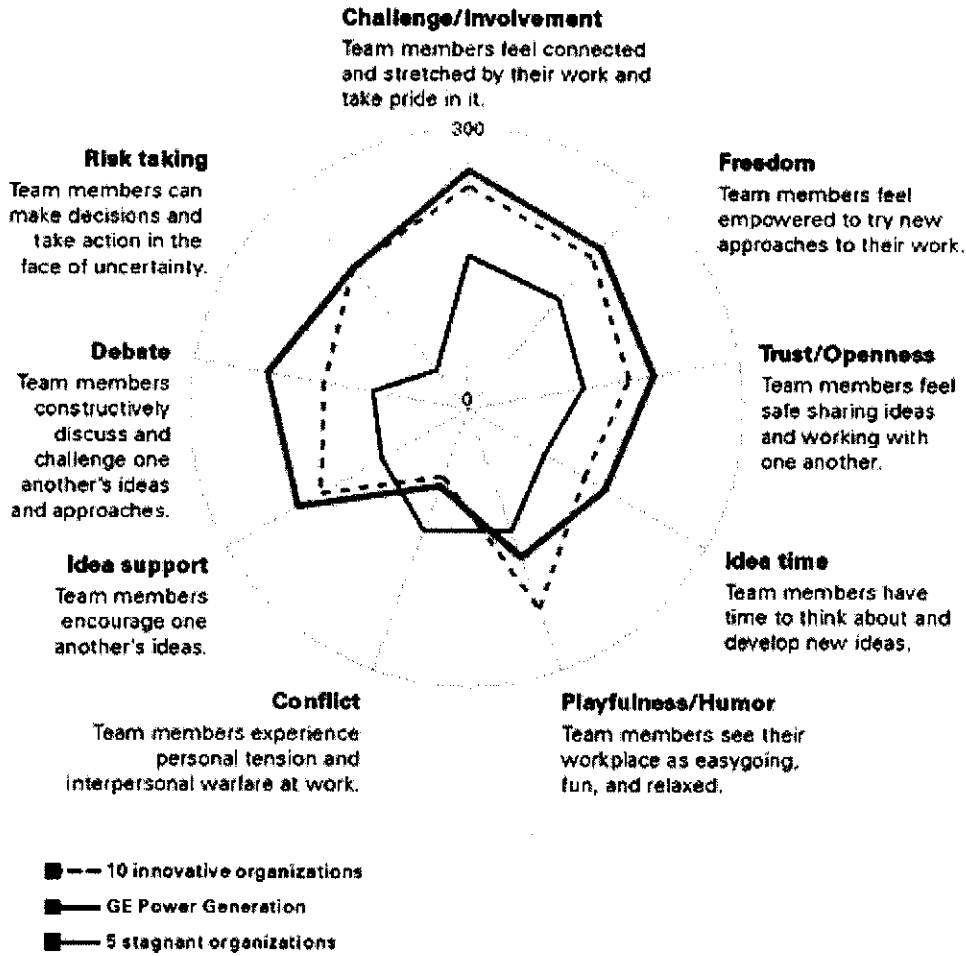 Challenge/Involvement
Team members feel connected
and stretched by their work and
take pride in it.
300
Risk taking
Team members can
make decisions and
take action in the
face of uncertainty.
Freedom
Team members feel
empowered to try new
approaches to their work.
Debate
Team members
constructively
discuss and
challenge one
another's ideas
and approaches.
0
Trust/Openness
Team members feel
safe sharing ideas
and working with
one another.
Idea support
Team members
encourage one
another's ideas.
Idea time
Team members have
time to think about and
develop new ideas.
Conflict
Team members experience
personal tension and
interpersonal warfare at work.
Playfulness/Humor
Team members see their
workplace as easygoing,
fun, and relaxed.
10 innovative organizations
GE Power Generation
5 stagnant organizations